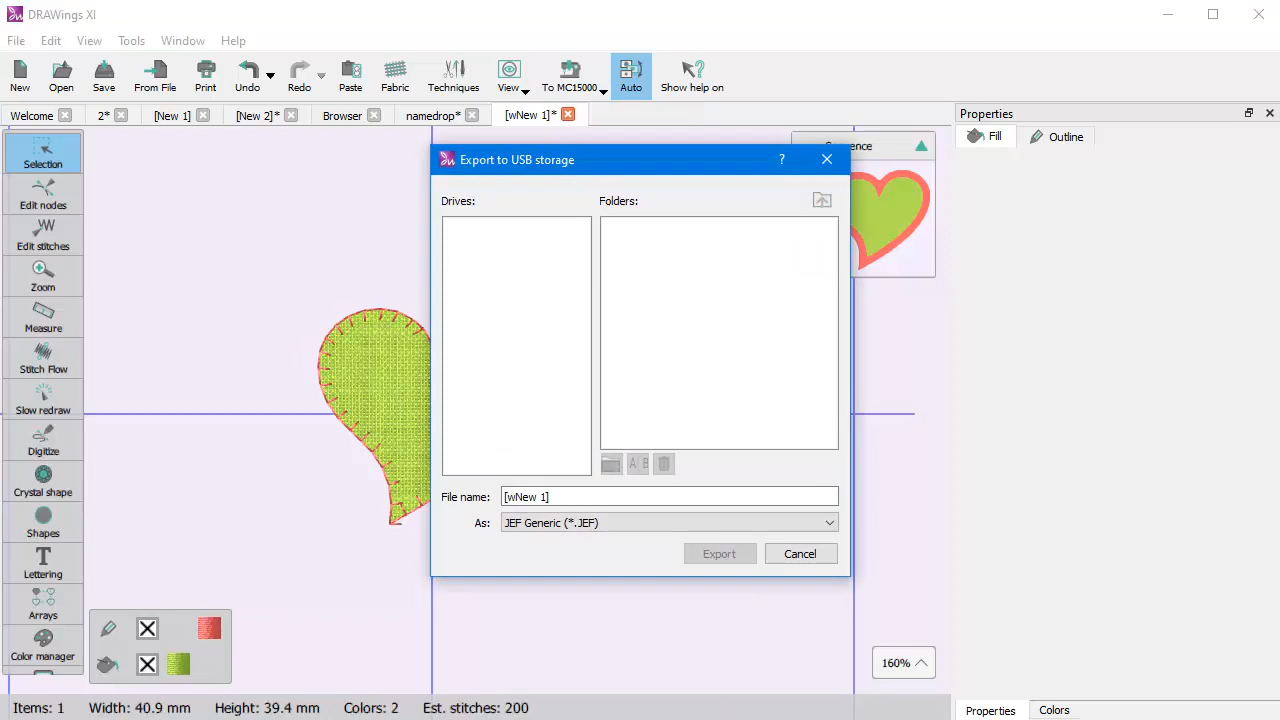 DRAWings XI
File Edit View Tools Window Help
New Open Save From File Print Undo Redo Paste Fabric Techniques View To MC15000 Auto Show help on
Welcome 2* [New 1] [New 2]* Browser namedrop* [wNew 1]*
Properties
Fill Outline
Selection
Edit nodes
Edit stitches
Zoom
Measure
Stitch Flow
Slow redraw
Digitize
Crystal shape
Shapes
Lettering
Arrays
Color manager
Export to USB storage ?
Drives: Folders:
A B
File name: [wNew 1]
As: JEF Generic (*.JEF)
Export Cancel
160%
Items: 1 Width: 40.9 mm Height: 39.4 mm Colors: 2 Est. stitches: 200
Properties Colors